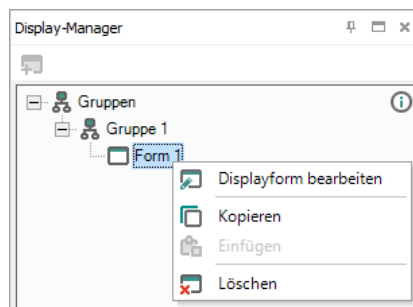 Display-Manager
Gruppen
Gruppe 1
Form 1
Displayform bearbeiten
Kopieren
Einfügen
Löschen